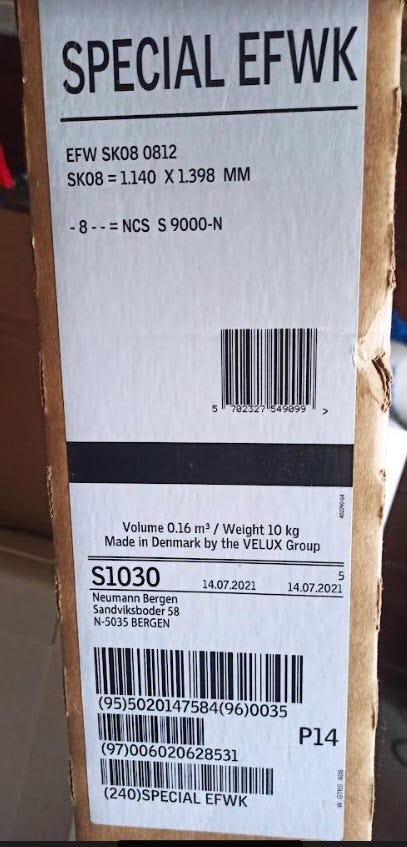 SPECIAL EFWK
EFW SK08 0812
SK08 = 1.140 X 1.398 MM
- 8 - - = NCS S 9000-N
5 702327 549099 >
Volume 0.16 m³ / Weight 10 kg
Made in Denmark by the VELUX Group
5
S1030 14.07.2021 14.07.2021
Neumann Bergen
Sandviksboder 58
N-5035 BERGEN
(95)5020147584(96)0035
P14
(97)006020628531
(240)SPECIAL EFWK